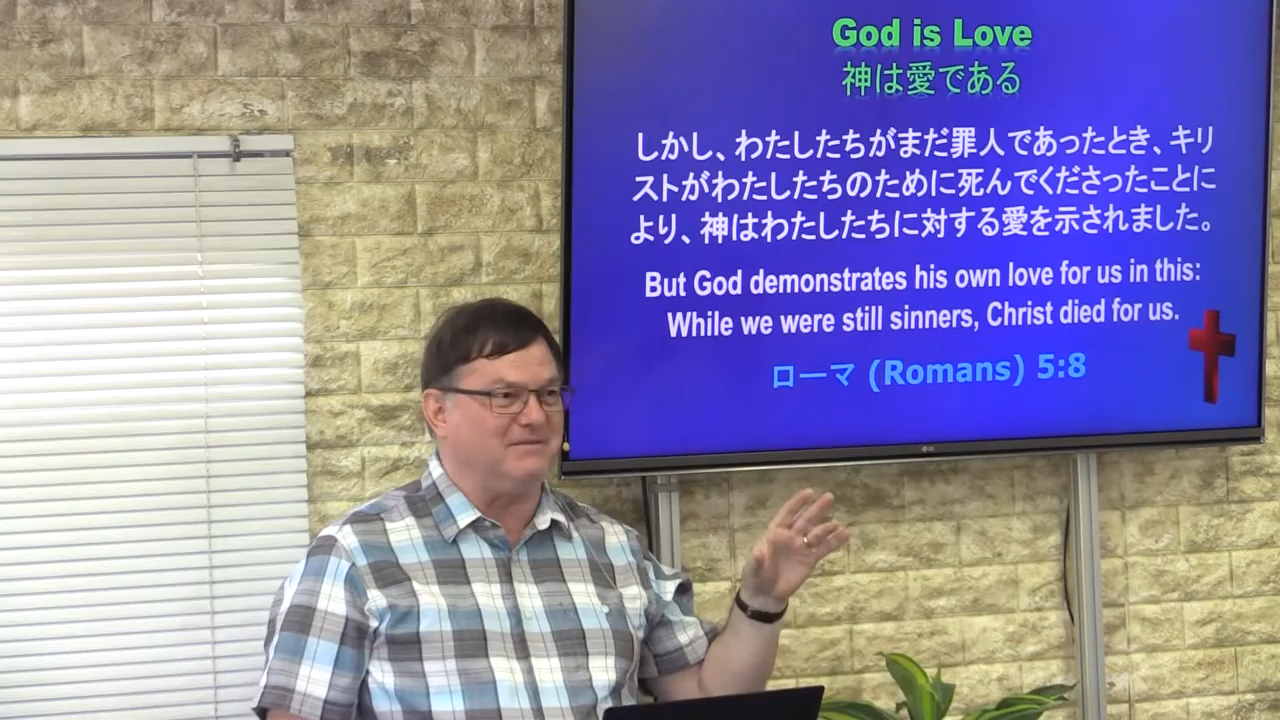 God is Love
神は愛である
しかし、わたしたちがまだ罪人であったとき、キリ
ストがわたしたちのために死んでくださったことに
より、神はわたしたちに対する愛を示されました。
But God demonstrates his own love for us in this:
While we were still sinners, Christ died for us.
ローマ (Romans) 5:8
LG